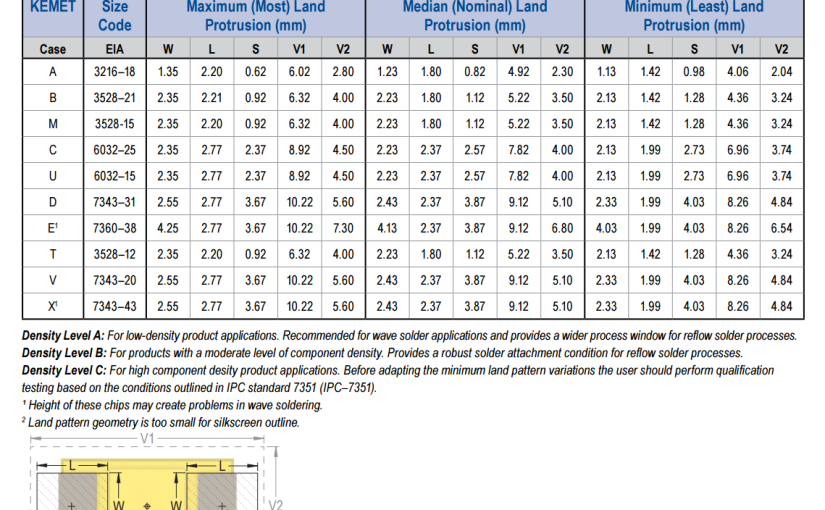 KEMET Size Code Maximum (Most) Land Protrusion (mm) Median (Nominal) Land Protrusion (mm) Minimum (Least) Land Protrusion (mm)
Case EIA W L S V1 V2 W L S V1 V2 W L S V1 V2
A 3216–18 1.35 2.20 0.62 6.02 2.80 1.23 1.80 0.82 4.92 2.30 1.13 1.42 0.98 4.06 2.04
B 3528–21 2.35 2.21 0.92 6.32 4.00 2.23 1.80 1.12 5.22 3.50 2.13 1.42 1.28 4.36 3.24
M 3528-15 2.35 2.20 0.92 6.32 4.00 2.23 1.80 1.12 5.22 3.50 2.13 1.42 1.28 4.36 3.24
C 6032–25 2.35 2.77 2.37 8.92 4.50 2.23 2.37 2.57 7.82 4.00 2.13 1.99 2.73 6.96 3.74
U 6032–15 2.35 2.77 2.37 8.92 4.50 2.23 2.37 2.57 7.82 4.00 2.13 1.99 2.73 6.96 3.74
D 7343–31 2.55 2.77 3.67 10.22 5.60 2.43 2.37 3.87 9.12 5.10 2.33 1.99 4.03 8.26 4.84
E¹ 7360–38 4.25 2.77 3.67 10.22 7.30 4.13 2.37 3.87 9.12 6.80 4.03 1.99 4.03 8.26 6.54
T 3528–12 2.35 2.20 0.92 6.32 4.00 2.23 1.80 1.12 5.22 3.50 2.13 1.42 1.28 4.36 3.24
V 7343–20 2.55 2.77 3.67 10.22 5.60 2.43 2.37 3.87 9.12 5.10 2.33 1.99 4.03 8.26 4.84
X¹ 7343–43 2.55 2.77 3.67 10.22 5.60 2.43 2.37 3.87 9.12 5.10 2.33 1.99 4.03 8.26 4.84
Density Level A: For low-density product applications. Recommended for wave solder applications and provides a wider process window for reflow solder processes.
Density Level B: For products with a moderate level of component density. Provides a robust solder attachment condition for reflow solder processes.
Density Level C: For high component desity product applications. Before adapting the minimum land pattern variations the user should perform qualification
testing based on the conditions outlined in IPC standard 7351 (IPC–7351).
¹ Height of these chips may create problems in wave soldering.
² Land pattern geometry is too small for silkscreen outline.
V1
L L
W W V2